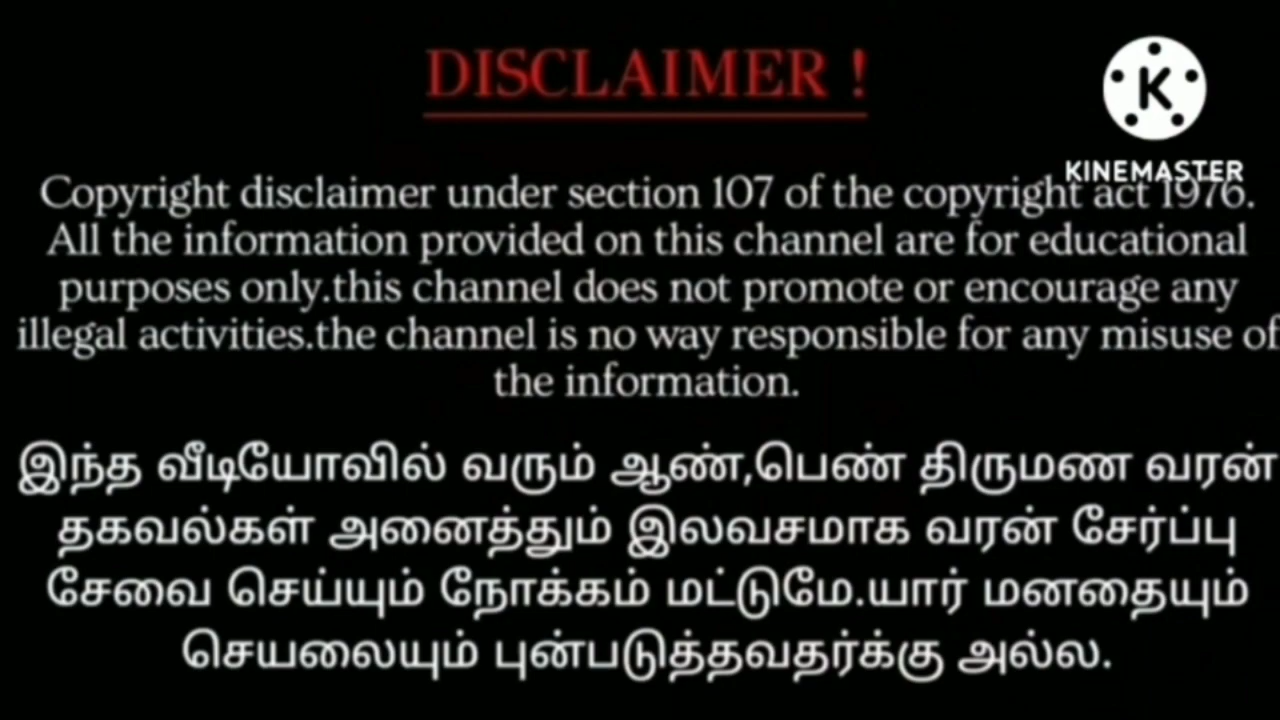 DISCLAIMER !
KINEMASTER
Copyright disclaimer under section 107 of the copyright act 1976.
All the information provided on this channel are for educational
purposes only.this channel does not promote or encourage any
illegal activities.the channel is no way responsible for any misuse of
the information.
இந்த வீடியோவில் வரும் ஆண்,பெண் திருமண வரன்
தகவல்கள் அனைத்தும் இலவசமாக வரன் சேர்ப்பு
சேவை செய்யும் நோக்கம் மட்டுமே.யார் மனதையும்
செயலையும் புன்படுத்தவதர்க்கு அல்ல.